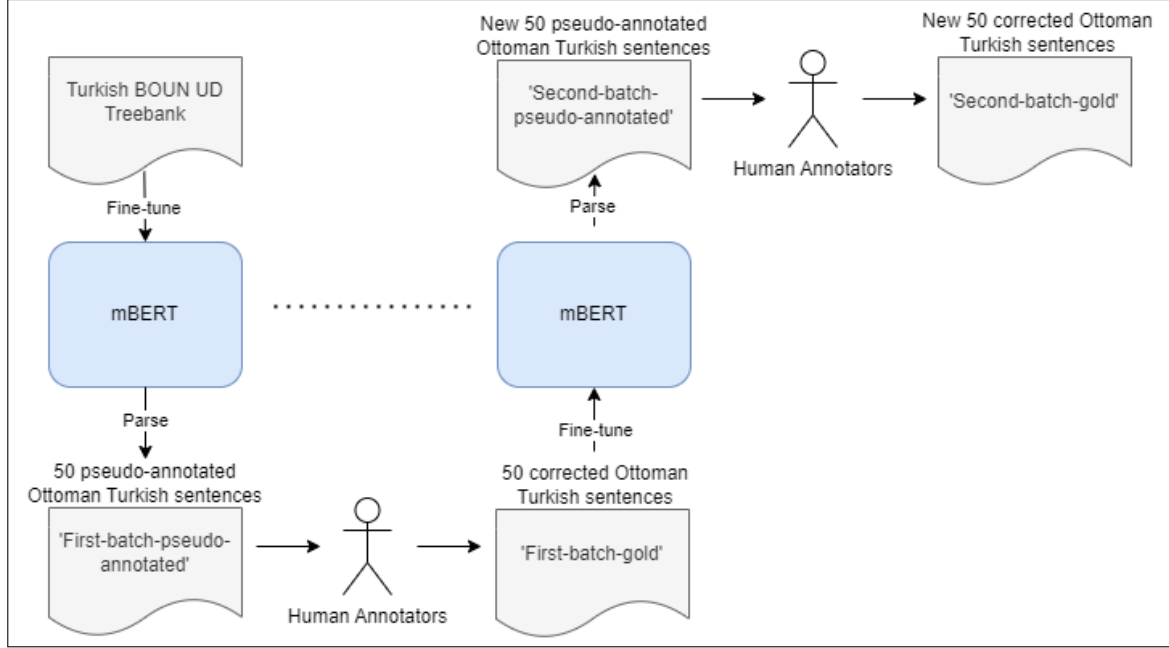 Turkish BOUN UD
Treebank
Fine-tune
mBERT
Parse
50 pseudo-annotated
Ottoman Turkish sentences
'First-batch-pseudo-
annotated'
Human Annotators
50 corrected Ottoman
Turkish sentences
'First-batch-gold'
Fine-tune
mBERT
Parse
New 50 pseudo-annotated
Ottoman Turkish sentences
'Second-batch-
pseudo-annotated'
Human Annotators
New 50 corrected Ottoman
Turkish sentences
'Second-batch-gold'